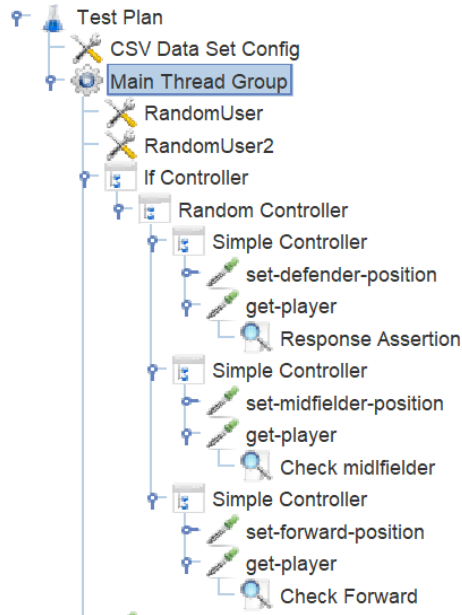 Test Plan
CSV Data Set Config
Main Thread Group
RandomUser
RandomUser2
If Controller
Random Controller
Simple Controller
set-defender-position
get-player
Response Assertion
Simple Controller
set-midfielder-position
get-player
Check midlfielder
Simple Controller
set-forward-position
get-player
Check Forward